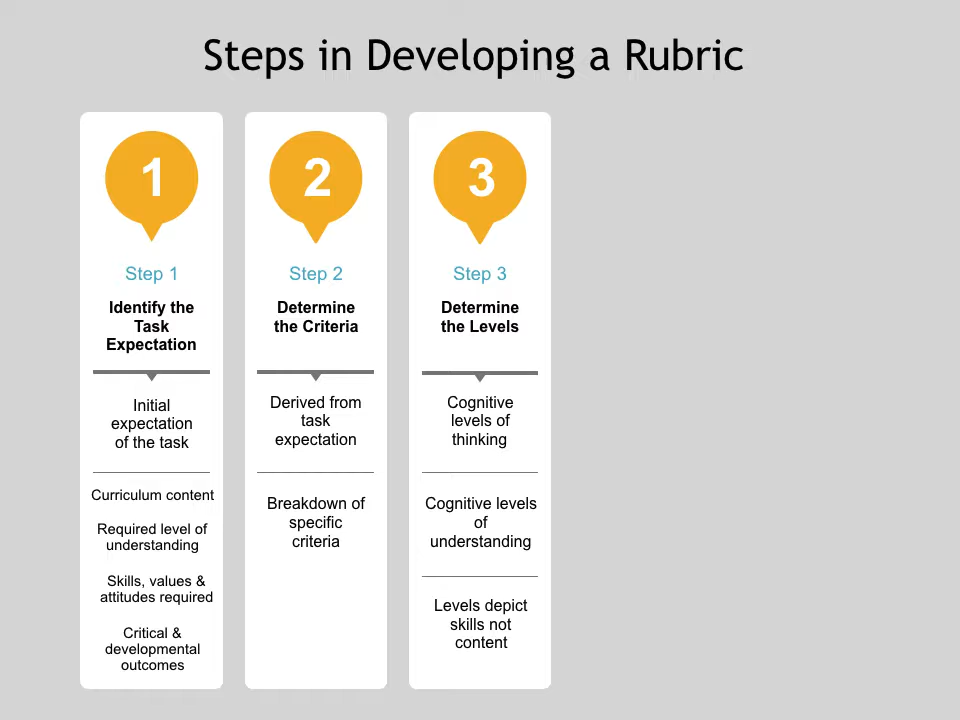 Steps in Developing a Rubric
1
Step 1
Identify the
Task
Expectation
Initial
expectation
of the task
Curriculum content
Required level of
understanding
Skills, values &
attitudes required
Critical &
developmental
outcomes
2
Step 2
Determine
the Criteria
Derived from
task
expectation
Breakdown of
specific
criteria
3
Step 3
Determine
the Levels
Cognitive
levels of
thinking
Cognitive levels
of
understanding
Levels depict
skills not
content